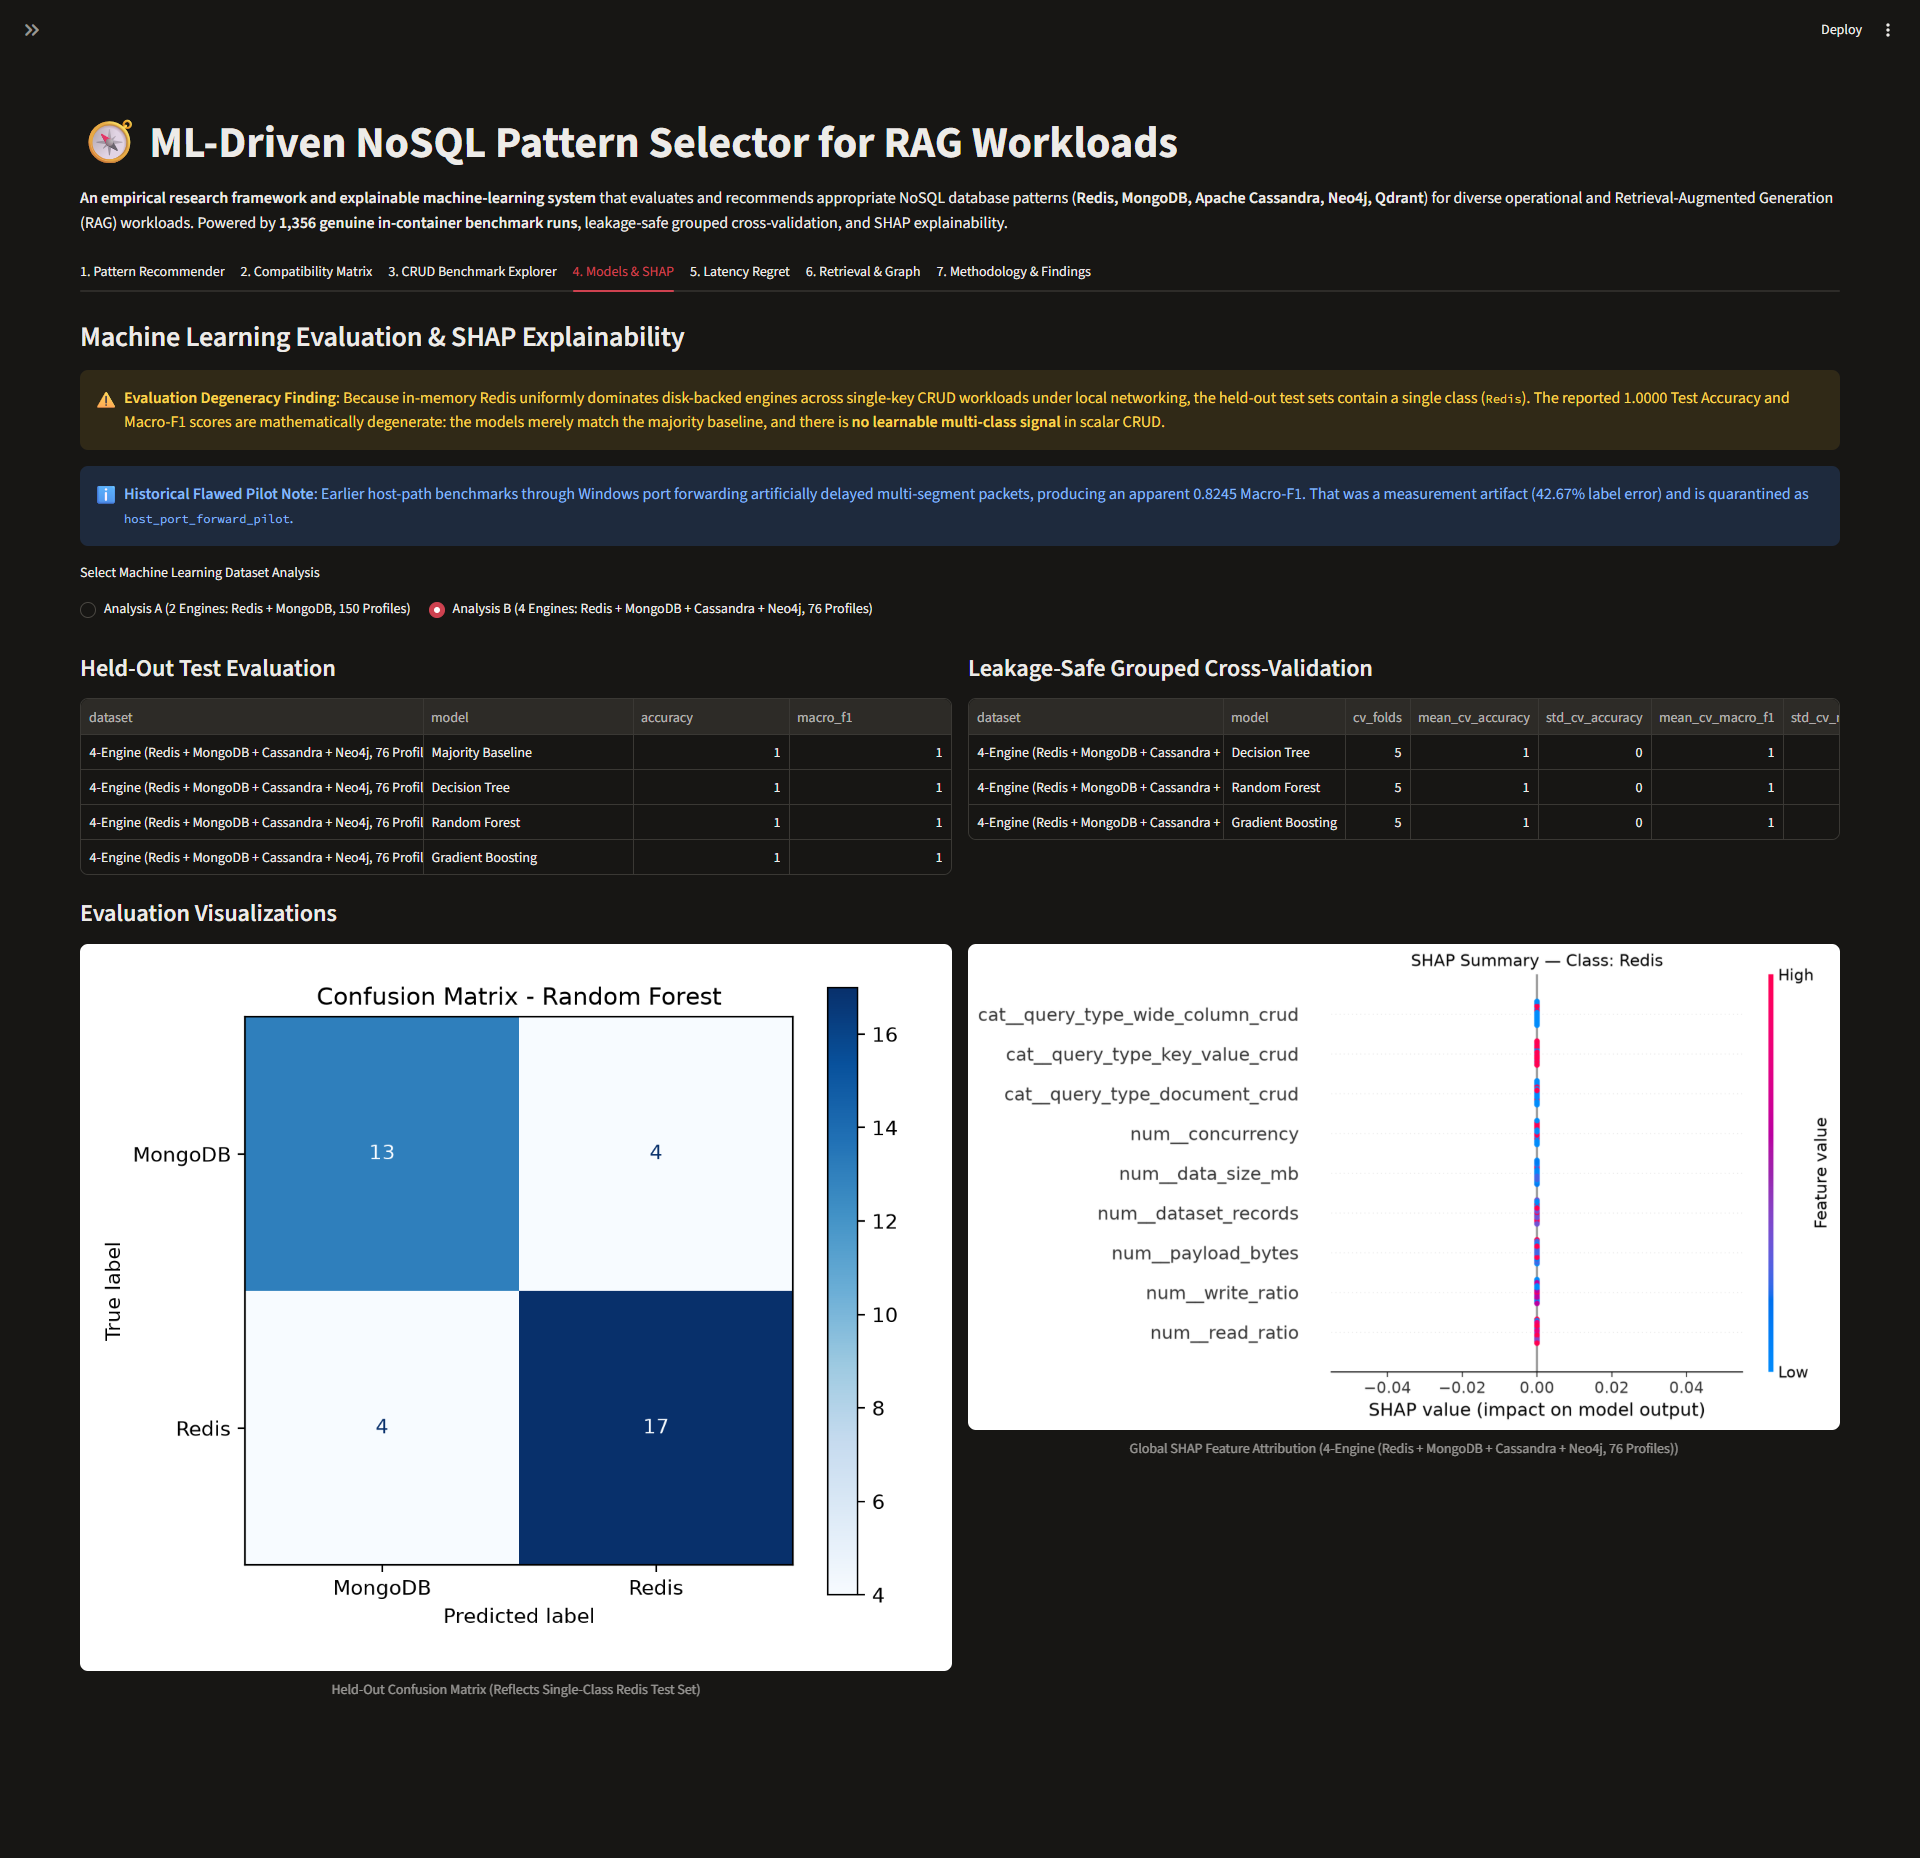 Deploy
ML-Driven NoSQL Pattern Selector for RAG Workloads
An empirical research framework and explainable machine-learning system that evaluates and recommends appropriate NoSQL database patterns (Redis, MongoDB, Apache Cassandra, Neo4j, Qdrant) for diverse operational and Retrieval-Augmented Generation
(RAG) workloads. Powered by 1,356 genuine in-container benchmark runs, leakage-safe grouped cross-validation, and SHAP explainability.
1. Pattern Recommender 2. Compatibility Matrix 3. CRUD Benchmark Explorer 4. Models & SHAP 5. Latency Regret 6. Retrieval & Graph 7. Methodology & Findings
Machine Learning Evaluation & SHAP Explainability
Evaluation Degeneracy Finding: Because in-memory Redis uniformly dominates disk-backed engines across single-key CRUD workloads under local networking, the held-out test sets contain a single class (Redis). The reported 1.0000 Test Accuracy and
Macro-F1 scores are mathematically degenerate: the models merely match the majority baseline, and there is no learnable multi-class signal in scalar CRUD.
Historical Flawed Pilot Note: Earlier host-path benchmarks through Windows port forwarding artificially delayed multi-segment packets, producing an apparent 0.8245 Macro-F1. That was a measurement artifact (42.67% label error) and is quarantined as
host_port_forward_pilot.
Select Machine Learning Dataset Analysis
Analysis A (2 Engines: Redis + MongoDB, 150 Profiles) Analysis B (4 Engines: Redis + MongoDB + Cassandra + Neo4j, 76 Profiles)
Held-Out Test Evaluation
dataset model accuracy macro_f1
4-Engine (Redis + MongoDB + Cassandra + Neo4j, 76 Profil Majority Baseline 1 1
4-Engine (Redis + MongoDB + Cassandra + Neo4j, 76 Profil Decision Tree 1 1
4-Engine (Redis + MongoDB + Cassandra + Neo4j, 76 Profil Random Forest 1 1
4-Engine (Redis + MongoDB + Cassandra + Neo4j, 76 Profil Gradient Boosting 1 1
Leakage-Safe Grouped Cross-Validation
dataset model cv_folds mean_cv_accuracy std_cv_accuracy mean_cv_macro_f1 std_cv_r
4-Engine (Redis + MongoDB + Cassandra + Decision Tree 5 1 0 1
4-Engine (Redis + MongoDB + Cassandra + Random Forest 5 1 0 1
4-Engine (Redis + MongoDB + Cassandra + Gradient Boosting 5 1 0 1
Evaluation Visualizations
Confusion Matrix - Random Forest
True label
MongoDB
13 4
Redis
4 17
MongoDB Redis
Predicted label
16
14
12
10
8
6
4
Held-Out Confusion Matrix (Reflects Single-Class Redis Test Set)
SHAP Summary — Class: Redis
High
cat__query_type_wide_column_crud
cat__query_type_key_value_crud
cat__query_type_document_crud
num__concurrency
num__data_size_mb
num__dataset_records
num__payload_bytes
num__write_ratio
num__read_ratio
Feature value
Low
−0.04 −0.02 0.00 0.02 0.04
SHAP value (impact on model output)
Global SHAP Feature Attribution (4-Engine (Redis + MongoDB + Cassandra + Neo4j, 76 Profiles))